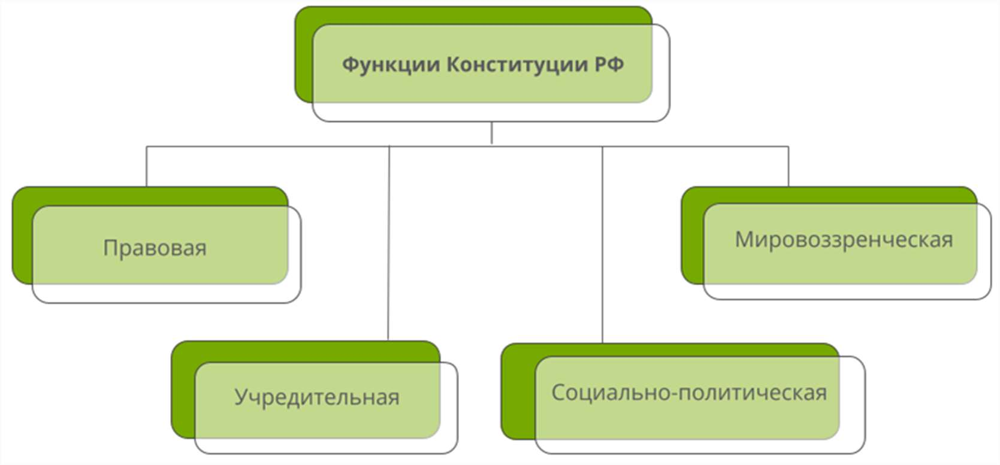 Функции Конституции РФ
Правовая
Мировоззренческая
Учредительная
Социально-политическая